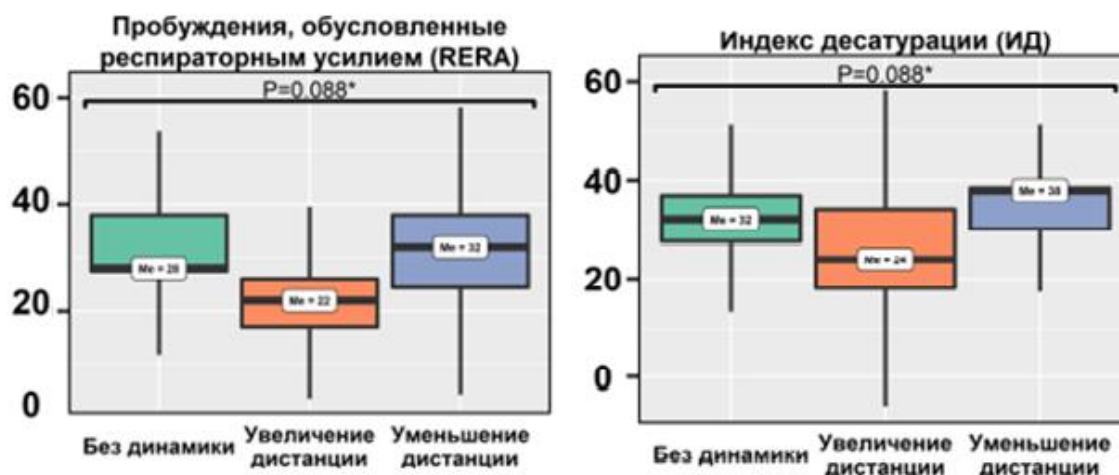 Пробуждения, обусловленные
респираторным усилием (RERA)
P=0.088*
60
40
20
0
Me = 28
Me = 22
Me = 32
Без динамики
Увеличение
дистанции
Уменьшение
дистанции
Индекс десатурации (ИД)
P=0.088*
60
40
20
0
Me = 32
Me = 24
Me = 38
Без динамики
Увеличение
дистанции
Уменьшение
дистанции